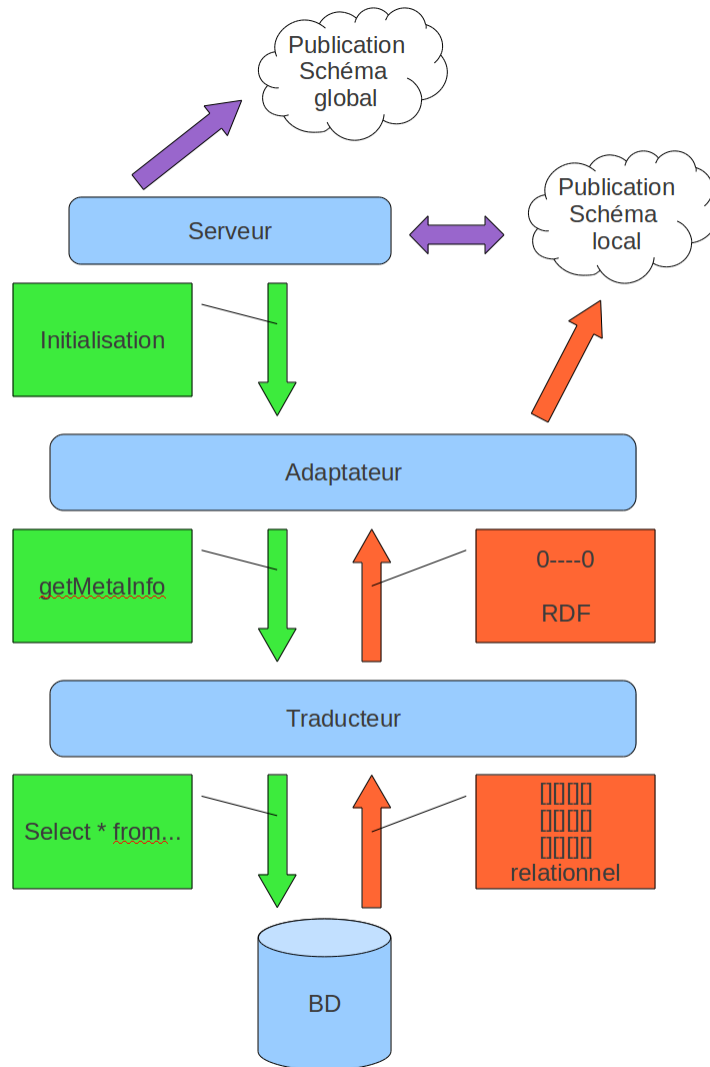 Publication
Schéma
global
Publication
Schéma
local
Serveur
Initialisation
Adaptateur
getMetaInfo
0----0
RDF
Traducteur
Select * from...
▯▯▯▯
▯▯▯▯
▯▯▯▯
relationnel
BD